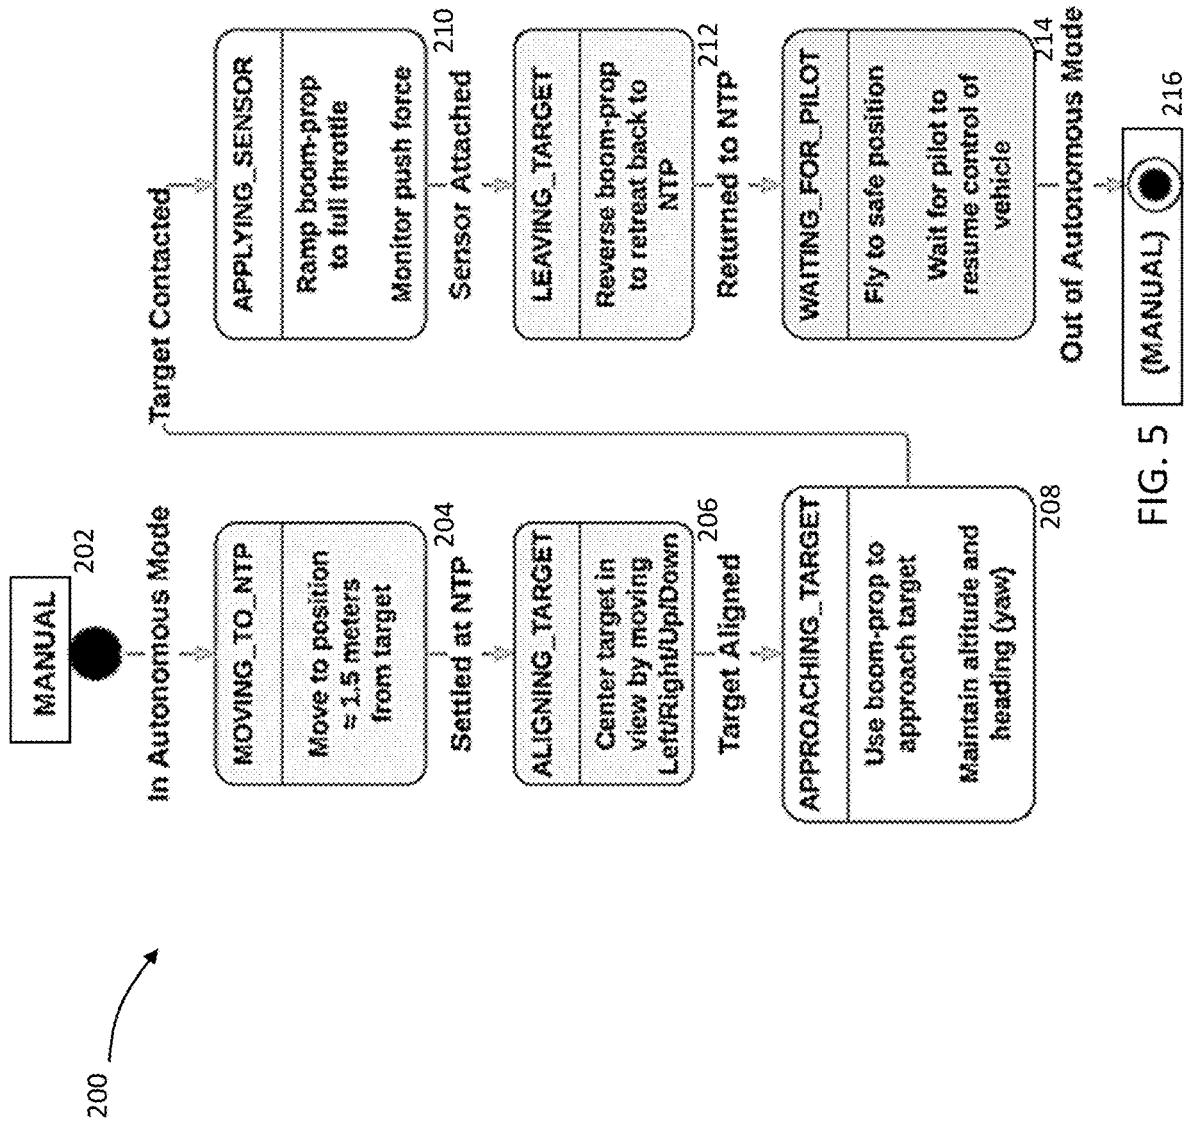 200
MANUAL
202
In Autonomous Mode
MOVING_TO_NTP
Move to position
≈ 1.5 meters
from target
204
Settled at NTP
ALIGNING_TARGET
Center target in
view by moving
Left/Right/Up/Down
206
Target Aligned
APPROACHING_TARGET
Use boom-prop to
approach target
Maintain altitude and
heading (yaw)
208
Target Contacted
APPLYING_SENSOR
Ramp boom-prop
to full throttle
Monitor push force
210
Sensor Attached
LEAVING_TARGET
Reverse boom-prop
to retreat back to
NTP
212
Returned to NTP
WAITING_FOR_PILOT
Fly to safe position
Wait for pilot to
resume control of
vehicle
214
Out of Autonomous Mode
(MANUAL)
216
FIG. 5